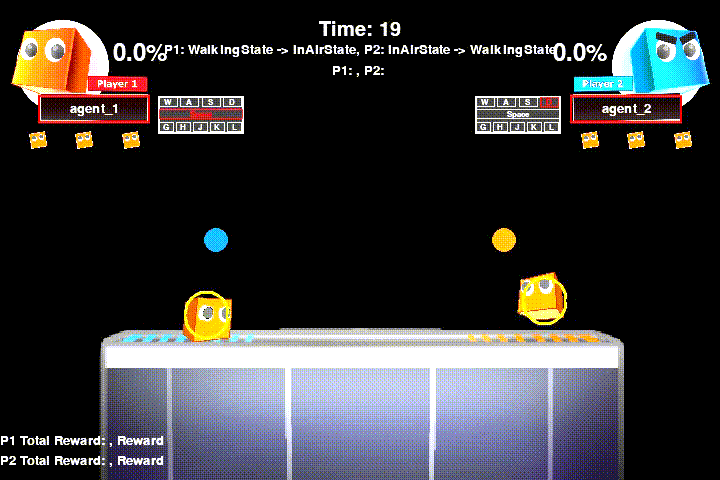 Time: 19
0.0%
P1: WalkingState -> InAirState, P2: InAirState -> WalkingState
0.0%
P1: , P2:
Player 1
Player 2
agent_1
agent_2
W A S D
G H J K L
W A S
Space
G H J K L
P1 Total Reward: , Reward
P2 Total Reward: , Reward